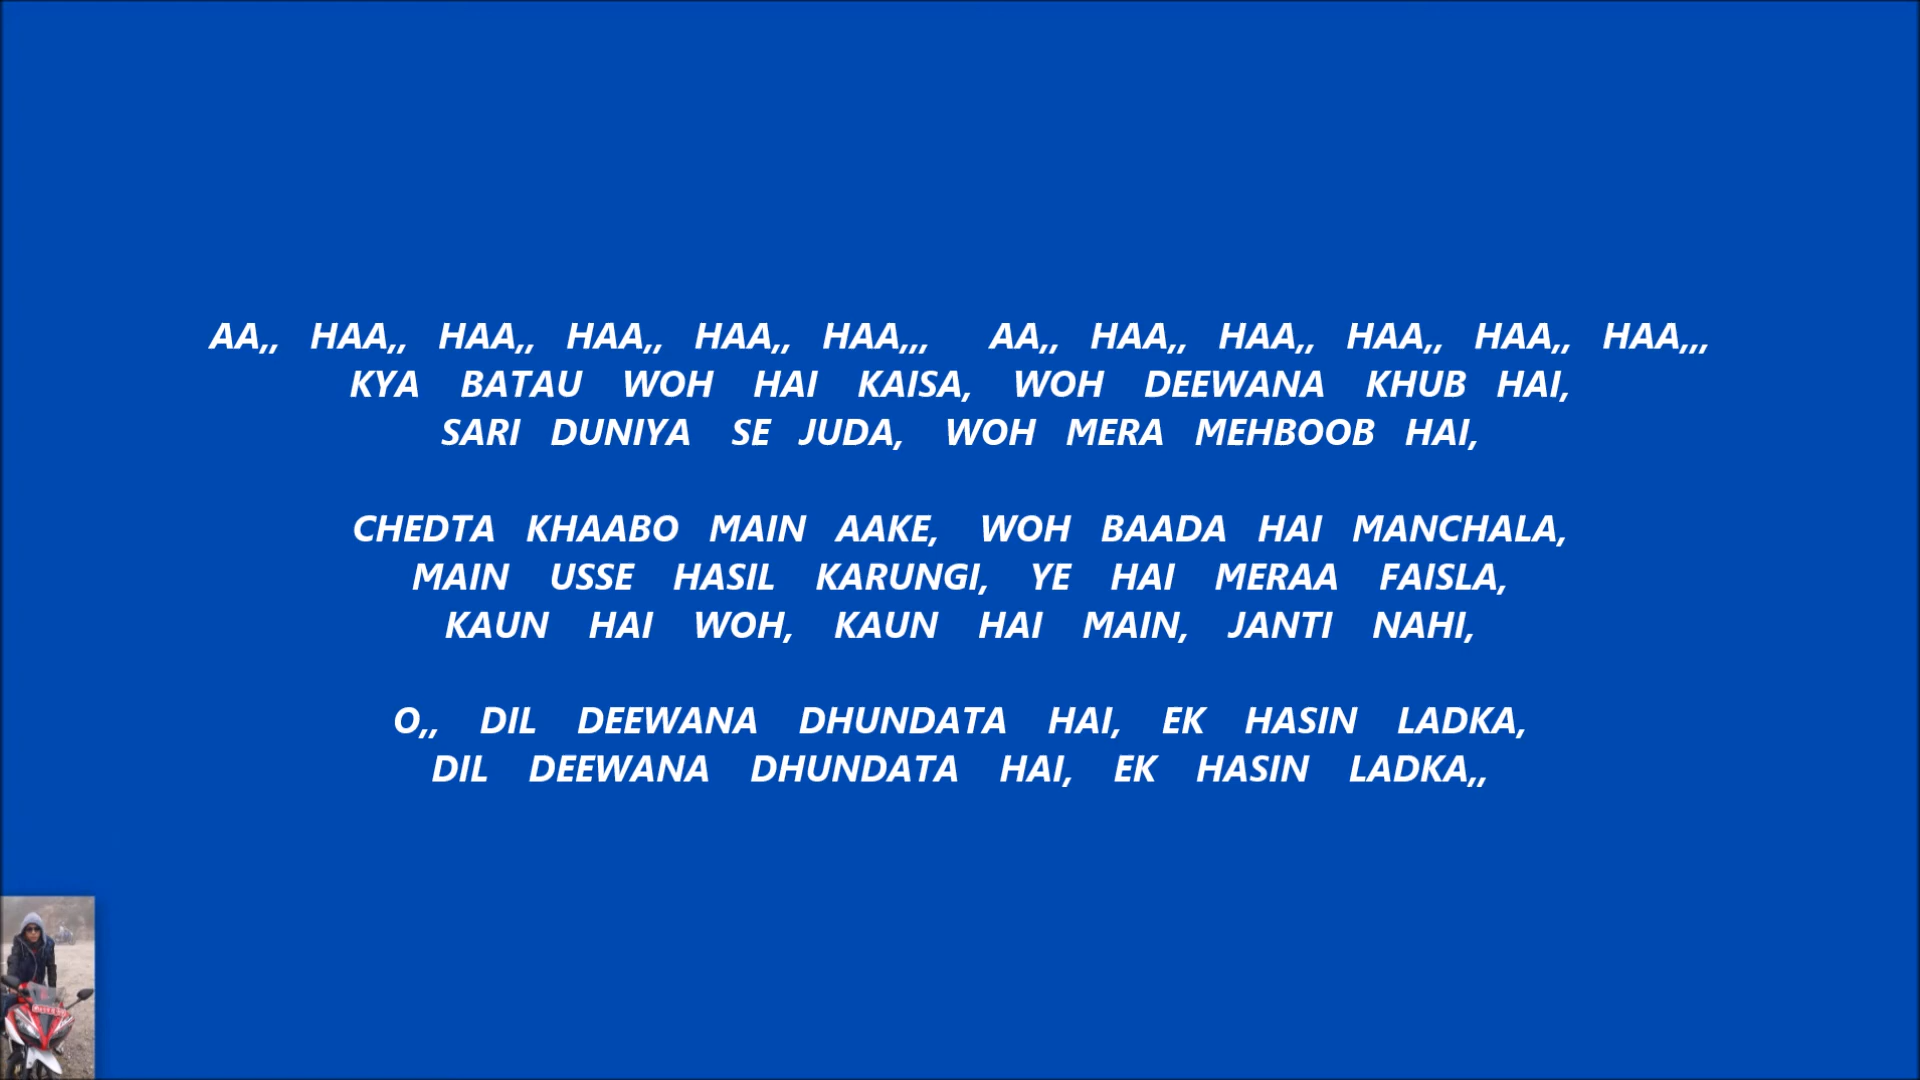 AA,, HAA,, HAA,, HAA,, HAA,, HAA,,, AA,, HAA,, HAA,, HAA,, HAA,, HAA,,,
KYA BATAU WOH HAI KAISA, WOH DEEWANA KHUB HAI,
SARI DUNIYA SE JUDA, WOH MERA MEHBOOB HAI,
CHEDTA KHAABO MAIN AAKE, WOH BAADA HAI MANCHALA,
MAIN USSE HASIL KARUNGI, YE HAI MERAA FAISLA,
KAUN HAI WOH, KAUN HAI MAIN, JANTI NAHI,
O,, DIL DEEWANA DHUNDATA HAI, EK HASIN LADKA,
DIL DEEWANA DHUNDATA HAI, EK HASIN LADKA,,